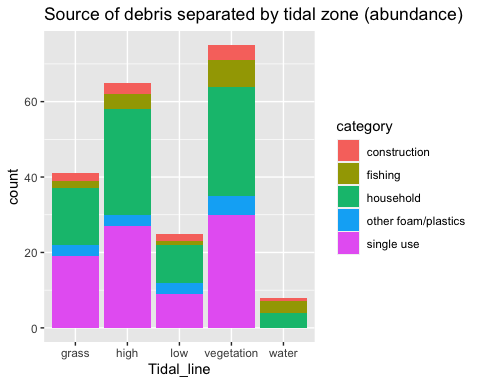 Source of debris separated by tidal zone (abundance)
60
40
20
0
count
grass high low vegetation water
Tidal_line
category
construction
fishing
household
other foam/plastics
single use